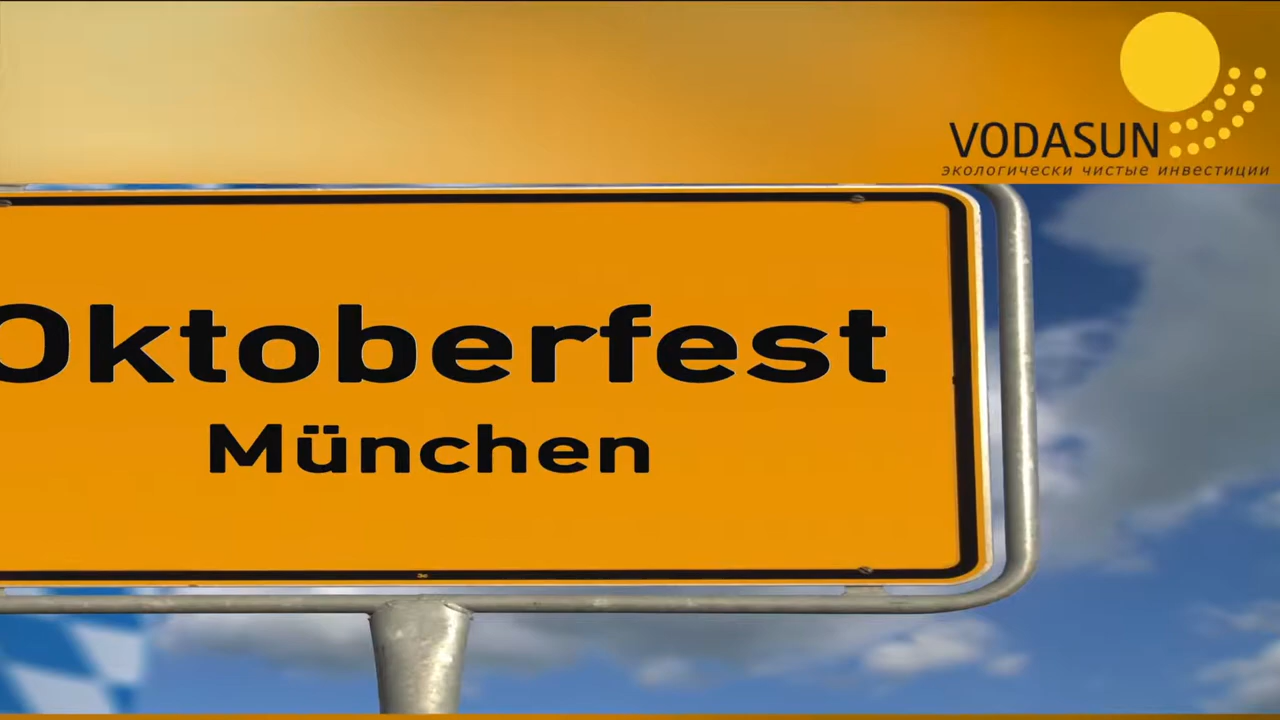 VODASUN
экологически чистые инвестиции
Oktoberfest
München